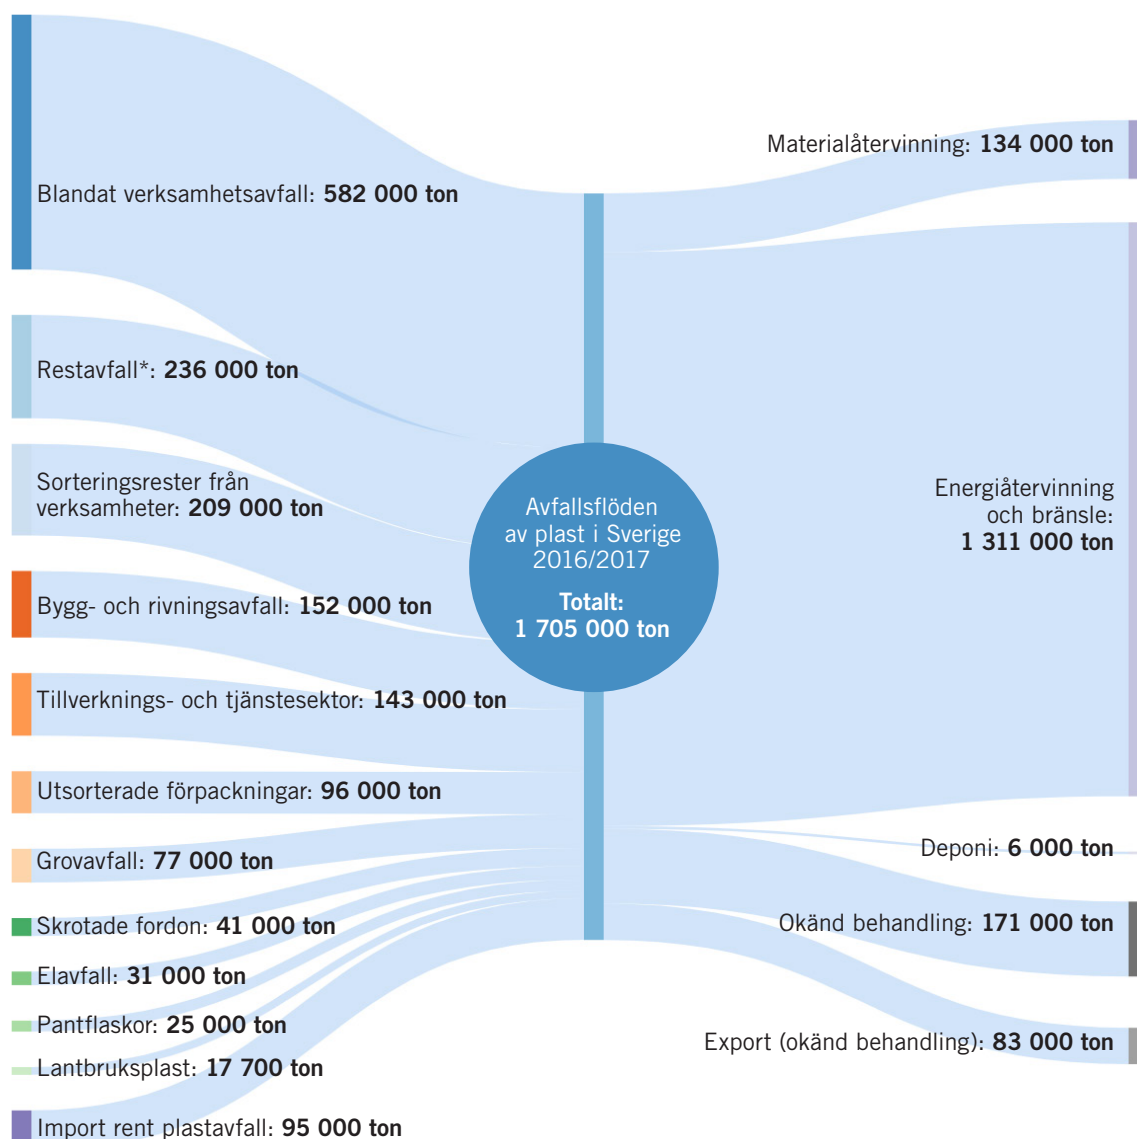 Blandat verksamhetsavfall: 582 000 ton
Restavfall*: 236 000 ton
Sorteringsrester från
verksamheter: 209 000 ton
Bygg- och rivningsavfall: 152 000 ton
Tillverknings- och tjänstesektor: 143 000 ton
Utsorterade förpackningar: 96 000 ton
Grovavfall: 77 000 ton
Skrotade fordon: 41 000 ton
Elavfall: 31 000 ton
Pantflaskor: 25 000 ton
Lantbruksplast: 17 700 ton
Import rent plastavfall: 95 000 ton
Avfallsflöden
av plast i Sverige
2016/2017
Totalt:
1 705 000 ton
Materialåtervinning: 134 000 ton
Energiåtervinning
och bränsle:
1 311 000 ton
Deponi: 6 000 ton
Okänd behandling: 171 000 ton
Export (okänd behandling): 83 000 ton